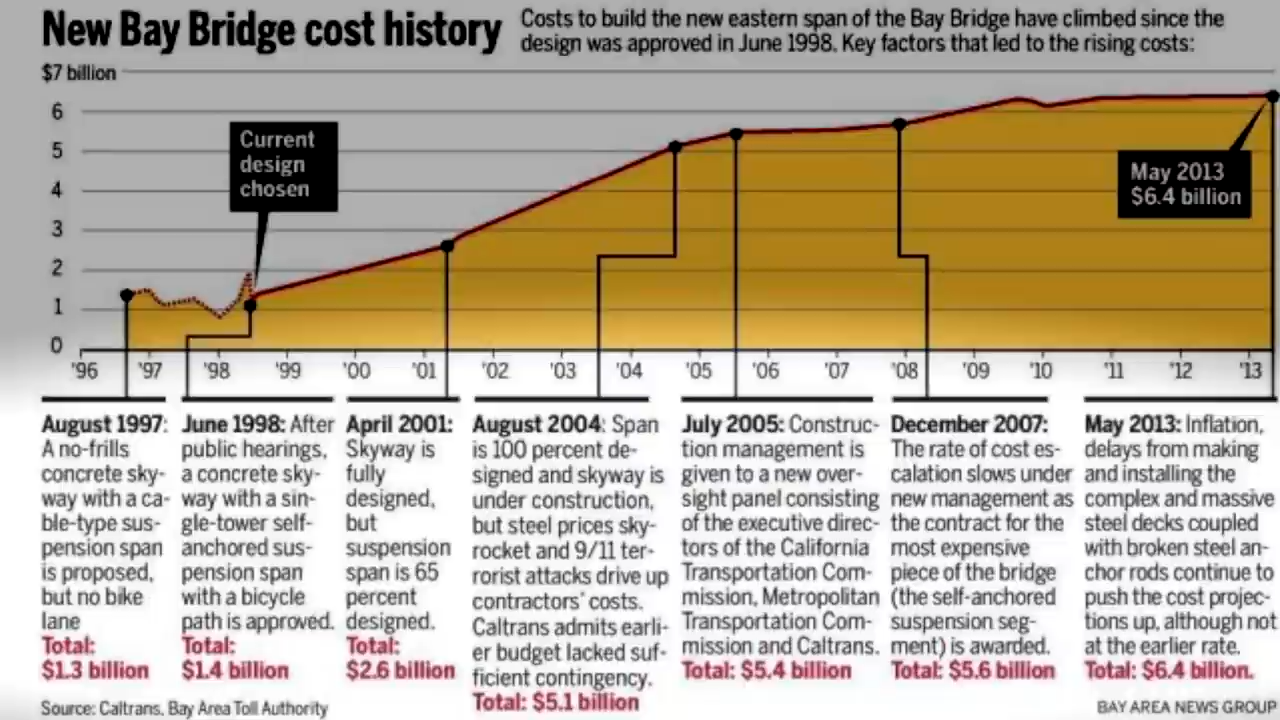 New Bay Bridge cost history
Costs to build the new eastern span of the Bay Bridge have climbed since the
design was approved in June 1998. Key factors that led to the rising costs:
$7 billion
6
5
4
3
2
1
0
Current
design
chosen
May 2013
$6.4 billion
'96 '97 '98 '99 '00 '01 '02 '03 '04 '05 '06 '07 '08 '09 '10 '11 '12 '13
August 1997:
A no-frills
concrete sky-
way with a ca-
ble-type sus-
pension span
is proposed,
but no bike
lane
Total:
$1.3 billion
June 1998: After
public hearings,
a concrete sky-
way with a sin-
gle-tower self-
anchored sus-
pension span
with a bicycle
path is approved.
Total:
$1.4 billion
April 2001:
Skyway is
fully
designed,
but
suspension
span is 65
percent
designed.
Total:
$2.6 billion
August 2004: Span
is 100 percent de-
signed and skyway is
under construction,
but steel prices sky-
rocket and 9/11 ter-
rorist attacks drive up
contractors' costs.
Caltrans admits earli-
er budget lacked suf-
ficient contingency.
Total: $5.1 billion
July 2005: Construc-
tion management is
given to a new over-
sight panel consisting
of the executive direc-
tors of the California
Transportation Com-
mission, Metropolitan
Transportation Com-
mission and Caltrans.
Total: $5.4 billion
December 2007:
The rate of cost es-
calation slows under
new management as
the contract for the
most expensive
piece of the bridge
(the self-anchored
suspension seg-
ment) is awarded.
Total: $5.6 billion
May 2013: Inflation,
delays from making
and installing the
complex and massive
steel decks coupled
with broken steel an-
chor rods continue to
push the cost projec-
tions up, although not
at the earlier rate.
Total: $6.4 billion.
Source: Caltrans, Bay Area Toll Authority
BAY AREA NEWS GROUP